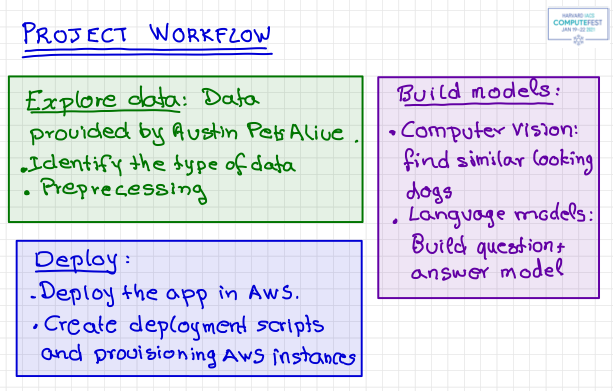 PROJECT WORKFLOW
HARVARD IACS
COMPUTEFEST
JAN 19-22 2021
Explore data: Data
provided by Austin Pets Alive.
• Identify the type of data
• Preprecessing
Build models:
• Computer vision:
find similar looking
dogs
• Language models:
Build question+
answer model
Deploy:
• Deploy the app in AWS.
• Create deployment scripts
and provisioning AWS instances